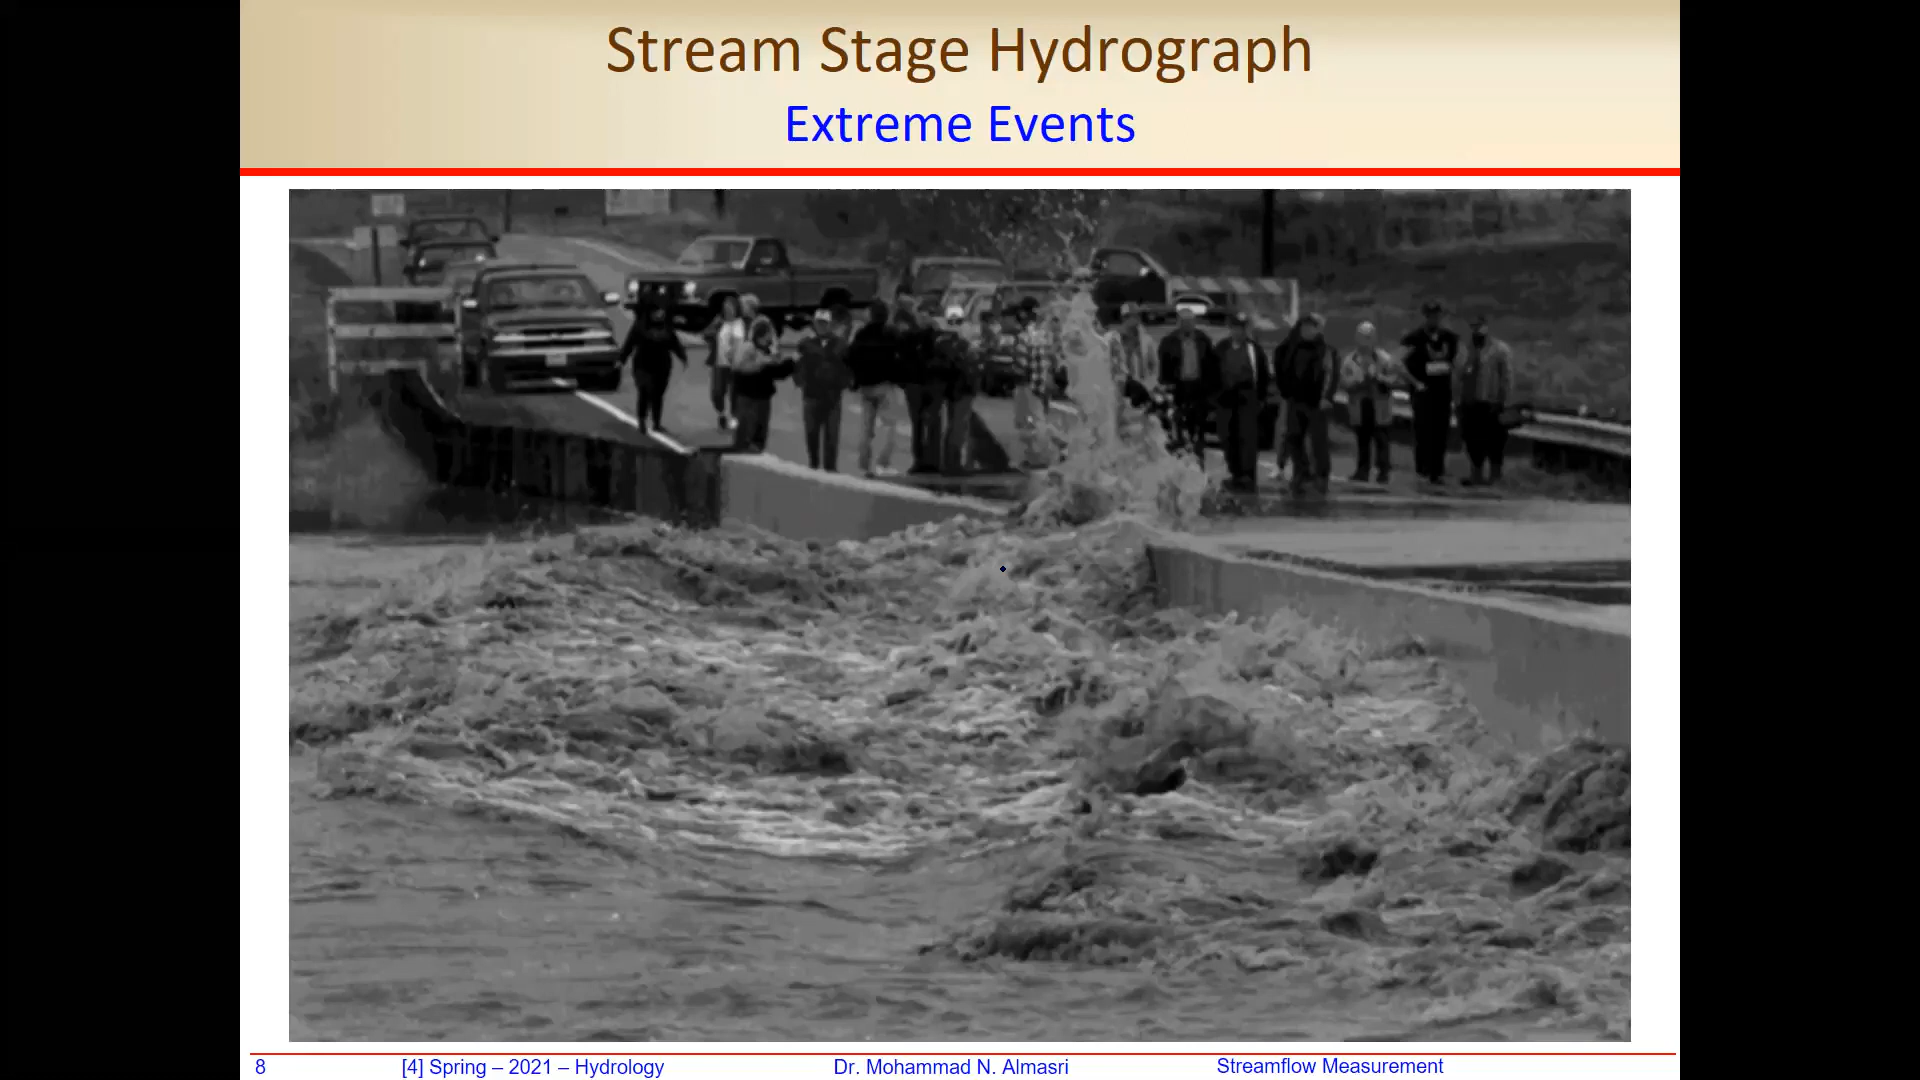 Stream Stage Hydrograph
Extreme Events
8 [4] Spring – 2021 – Hydrology Dr. Mohammad N. Almasri Streamflow Measurement